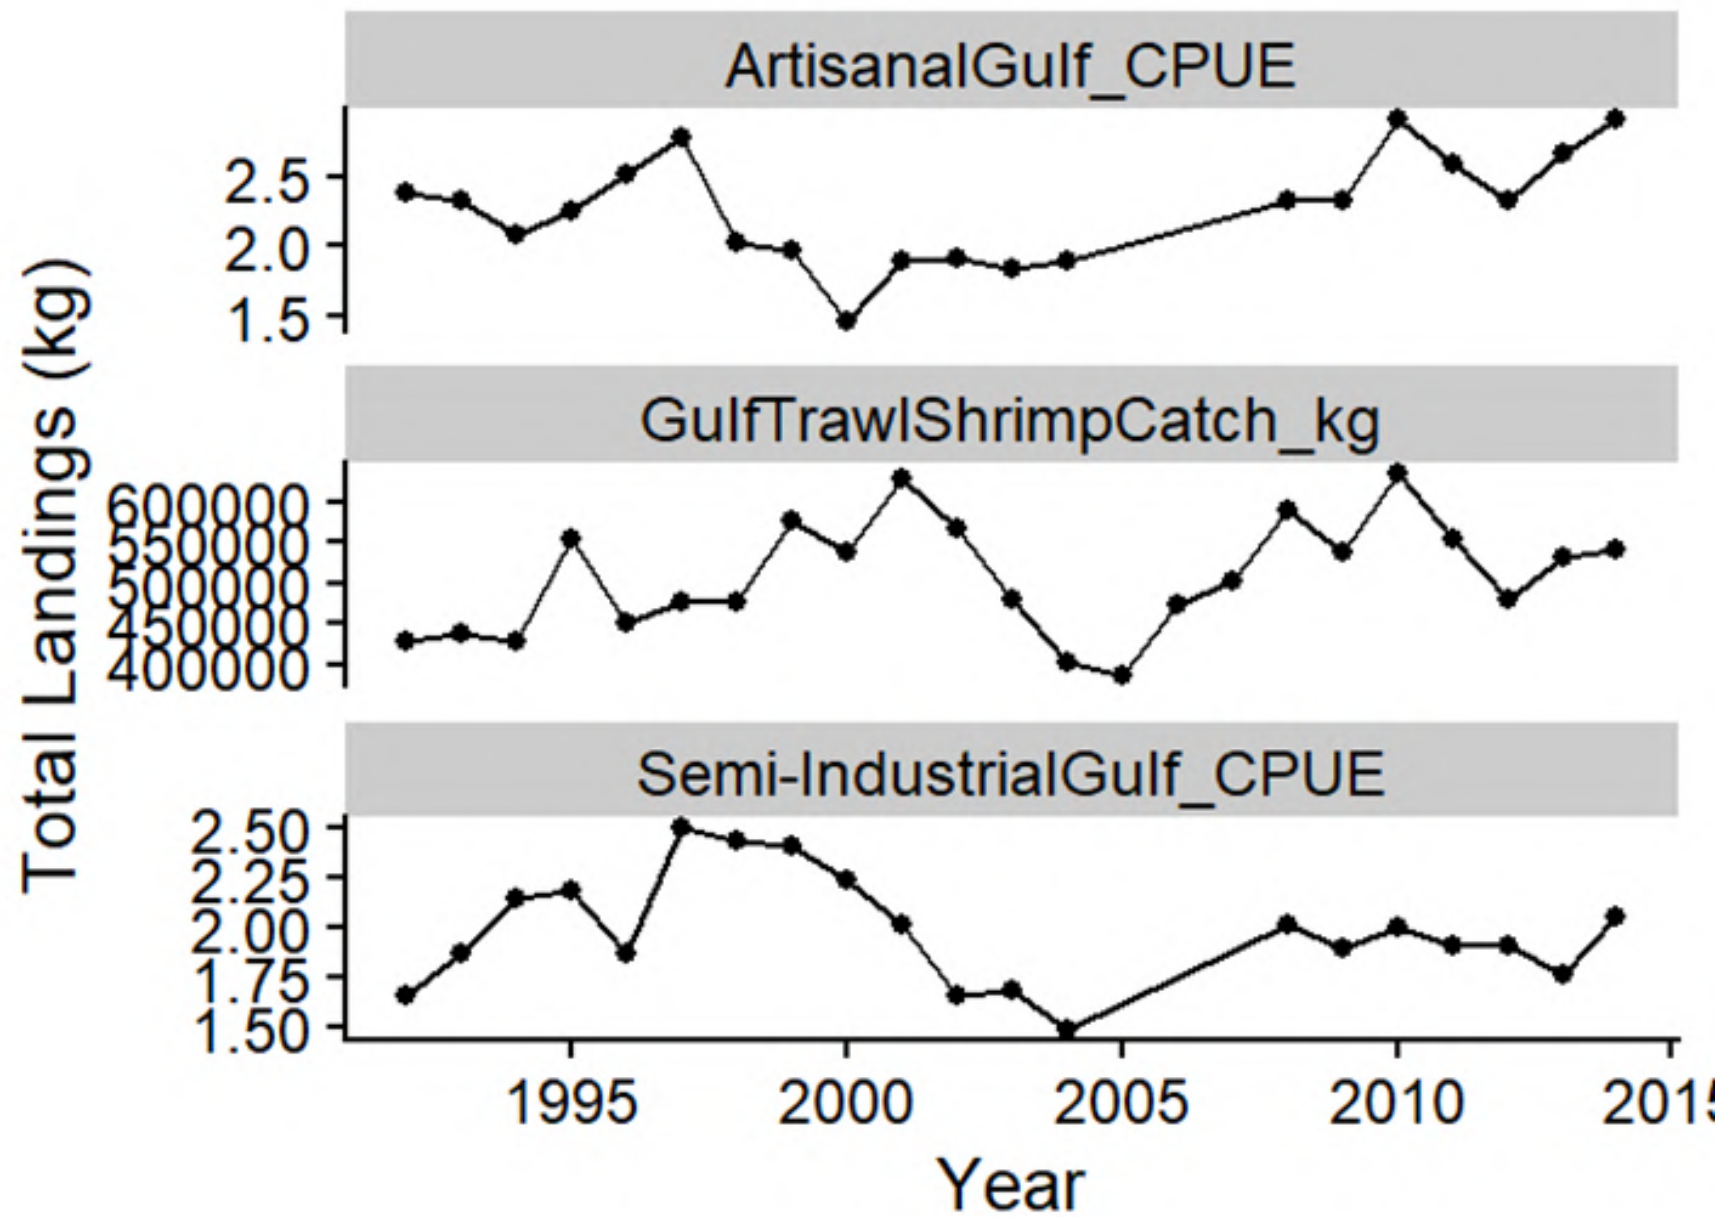 ArtisanalGulf_CPUE
2.5
2.0
1.5
Total Landings (kg)
GulfTrawlShrimpCatch_kg
600000
550000
500000
450000
400000
Semi-IndustrialGulf_CPUE
2.50
2.25
2.00
1.75
1.50
1995 2000 2005 2010 2015
Year